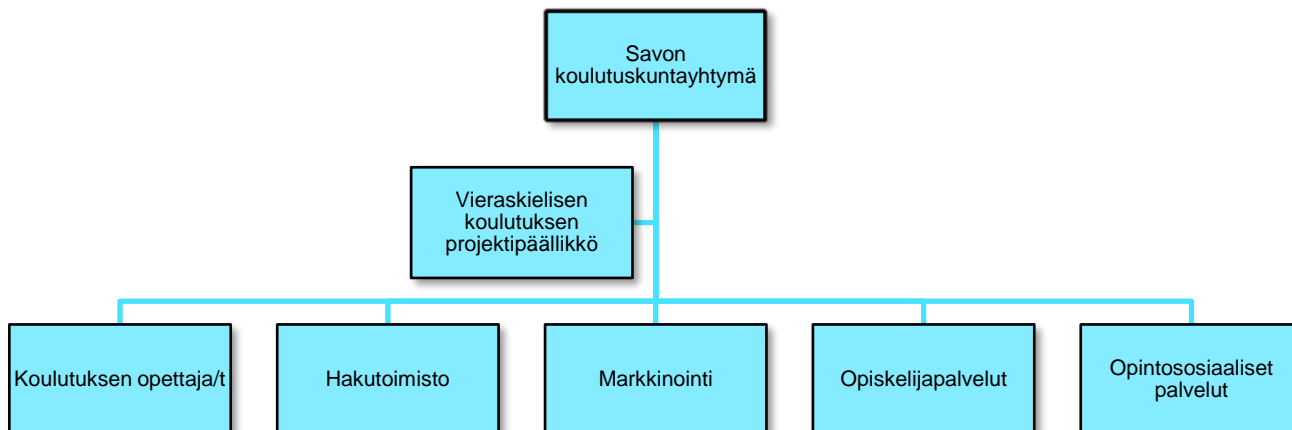 Savon
koulutuskuntayhtymä
Vieraskielisen
koulutuksen
projektipäällikkö
Koulutuksen opettaja/t
Hakutoimisto
Markkinointi
Opiskelijapalvelut
Opintososiaaliset
palvelut